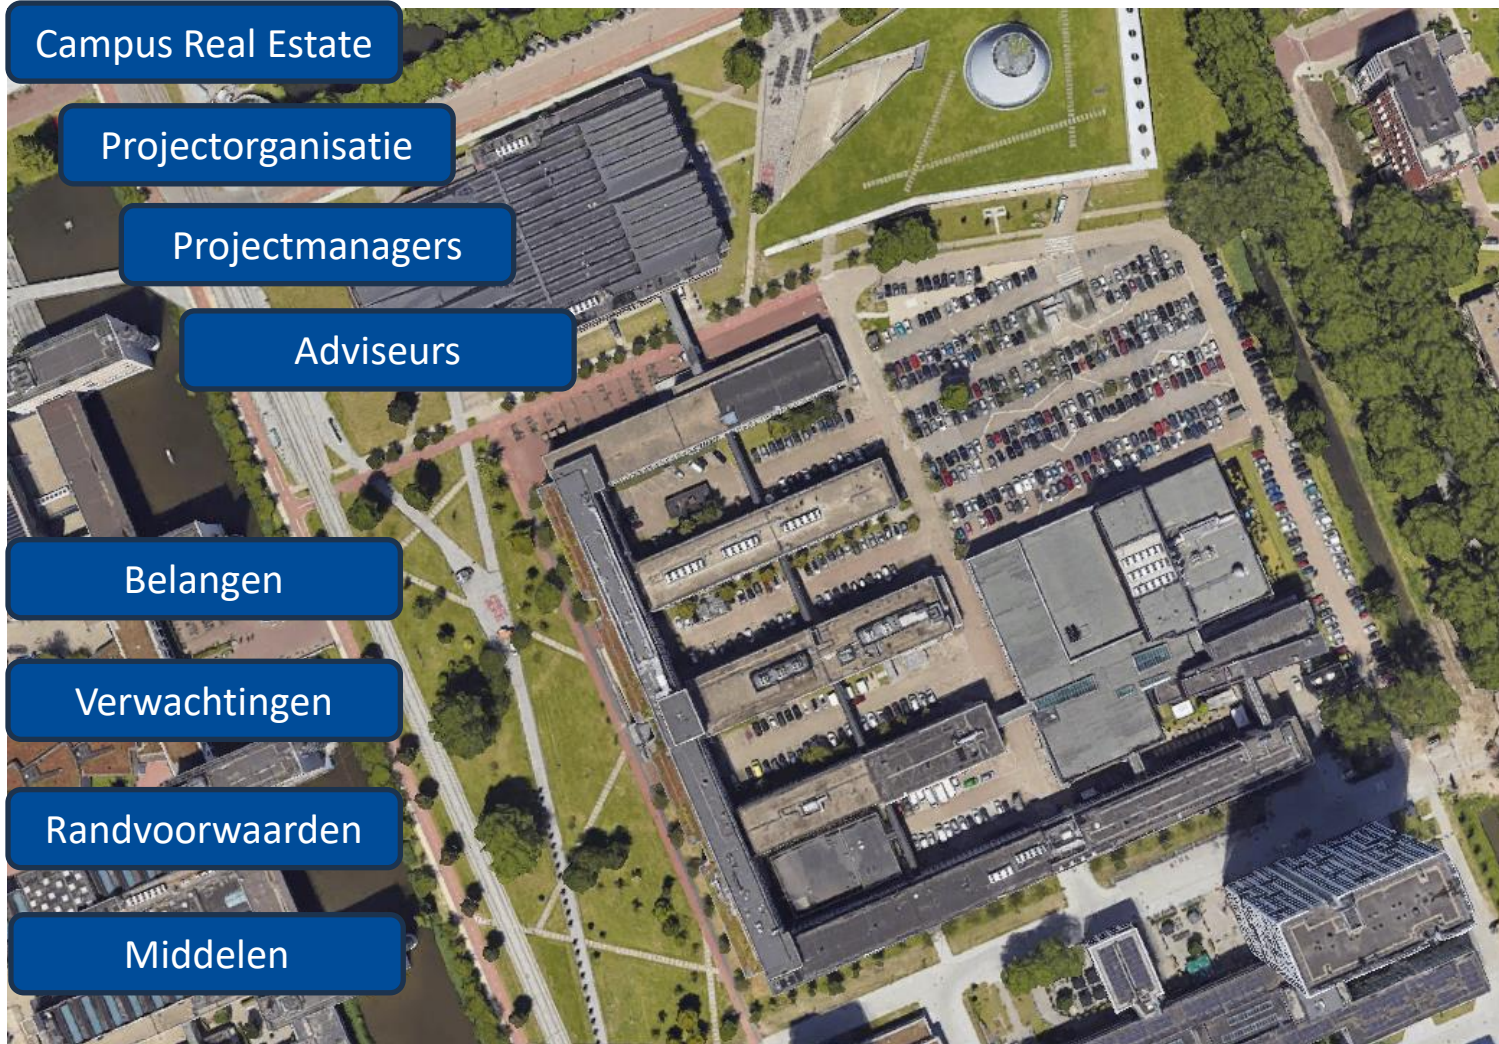 Campus Real Estate
Projectorganisatie
Projectmanagers
Adviseurs
Belangen
Verwachtingen
Randvoorwaarden
Middelen